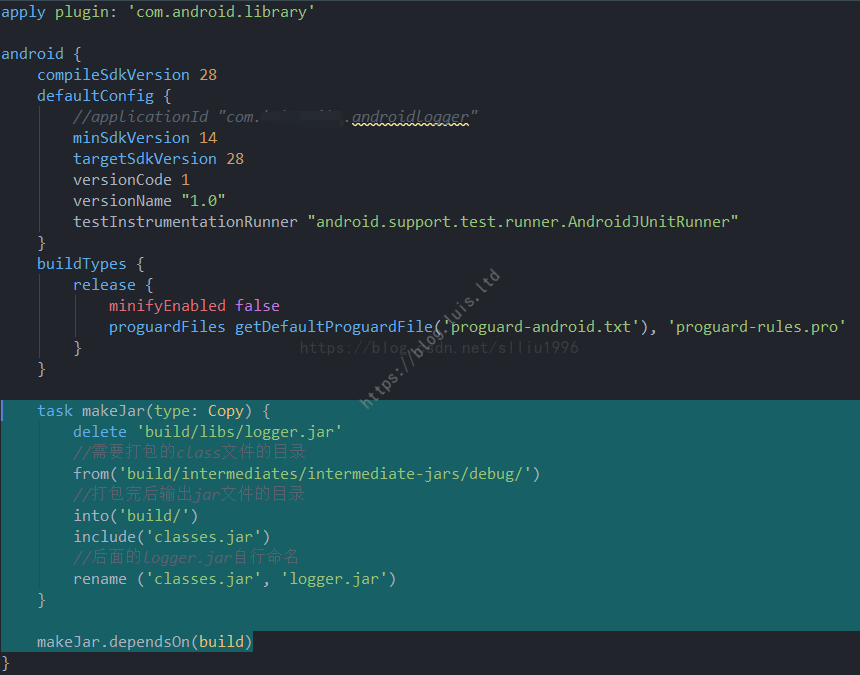 apply plugin: 'com.android.library'
android {
compileSdkVersion 28
defaultConfig {
//applicationId "com. .androidlogger"
minSdkVersion 14
targetSdkVersion 28
versionCode 1
versionName "1.0"
testInstrumentationRunner "android.support.test.runner.AndroidJUnitRunner"
}
buildTypes {
release {
minifyEnabled false
proguardFiles getDefaultProguardFile('proguard-android.txt'), 'proguard-rules.pro'
}
}
https://blog.csdn.net/slliu1996
https://blog.luis.ltd
task makeJar(type: Copy) {
delete 'build/libs/logger.jar'
//需要打包的class文件的目录
from('build/intermediates/intermediate-jars/debug/')
//打包完后输出jar文件的目录
into('build/')
include('classes.jar')
//后面的logger.jar自行命名
rename ('classes.jar', 'logger.jar')
}
makeJar.dependsOn(build)
}